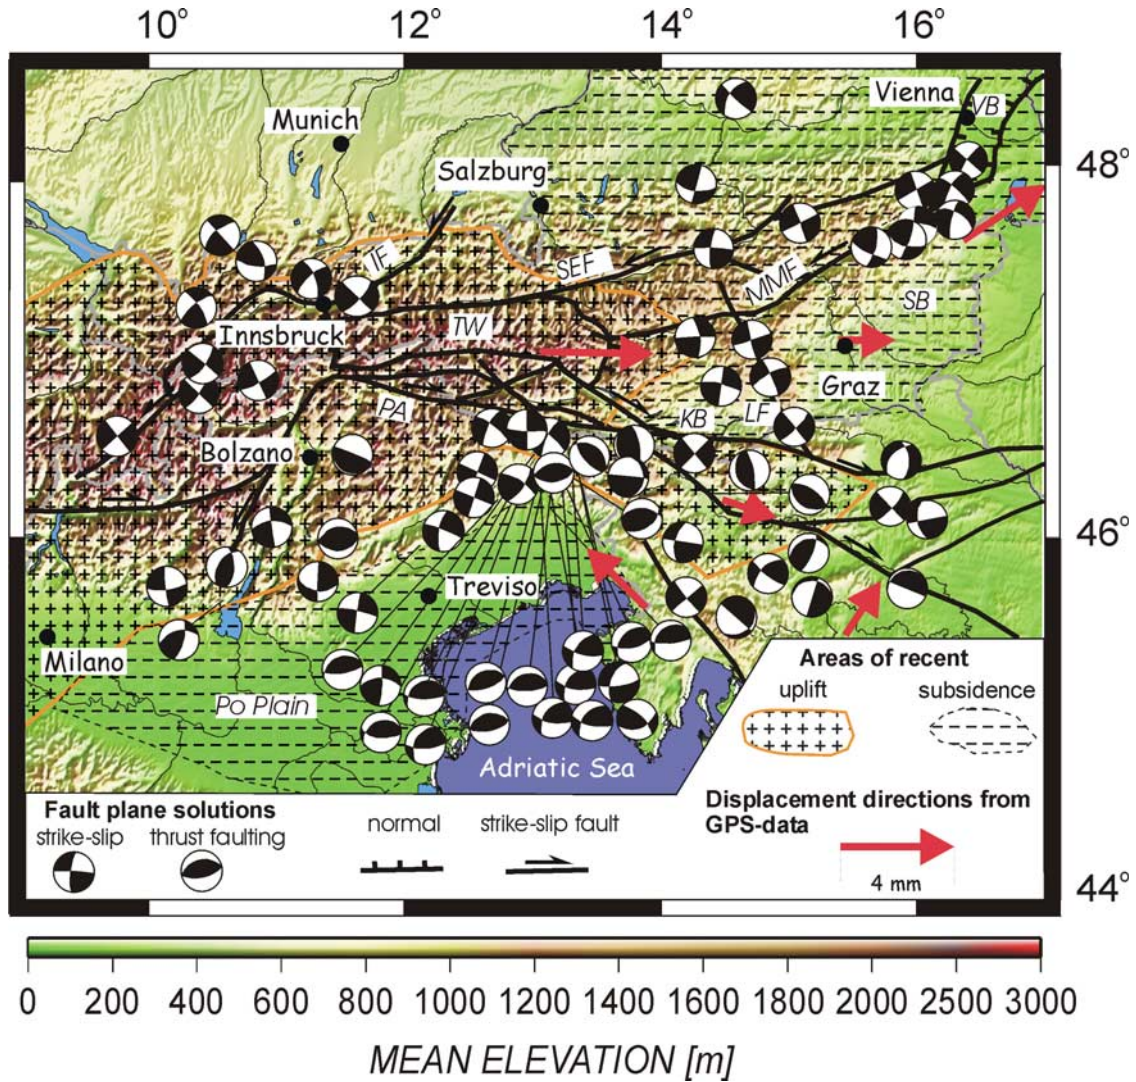 10° 12° 14° 16°
Vienna
VB
Munich
48°
Salzburg
IF
SEF
MMF
SB
TW
Innsbruck
Graz
PA
KB
LF
Bolzano
46°
Treviso
Milano
Po Plain
Adriatic Sea
Areas of recent
uplift
subsidence
Displacement directions from
GPS-data
4 mm
Fault plane solutions
strike-slip
thrust faulting
normal
strike-slip fault
44°
0 200 400 600 800 1000 1200 1400 1600 1800 2000 2500 3000
MEAN ELEVATION [m]